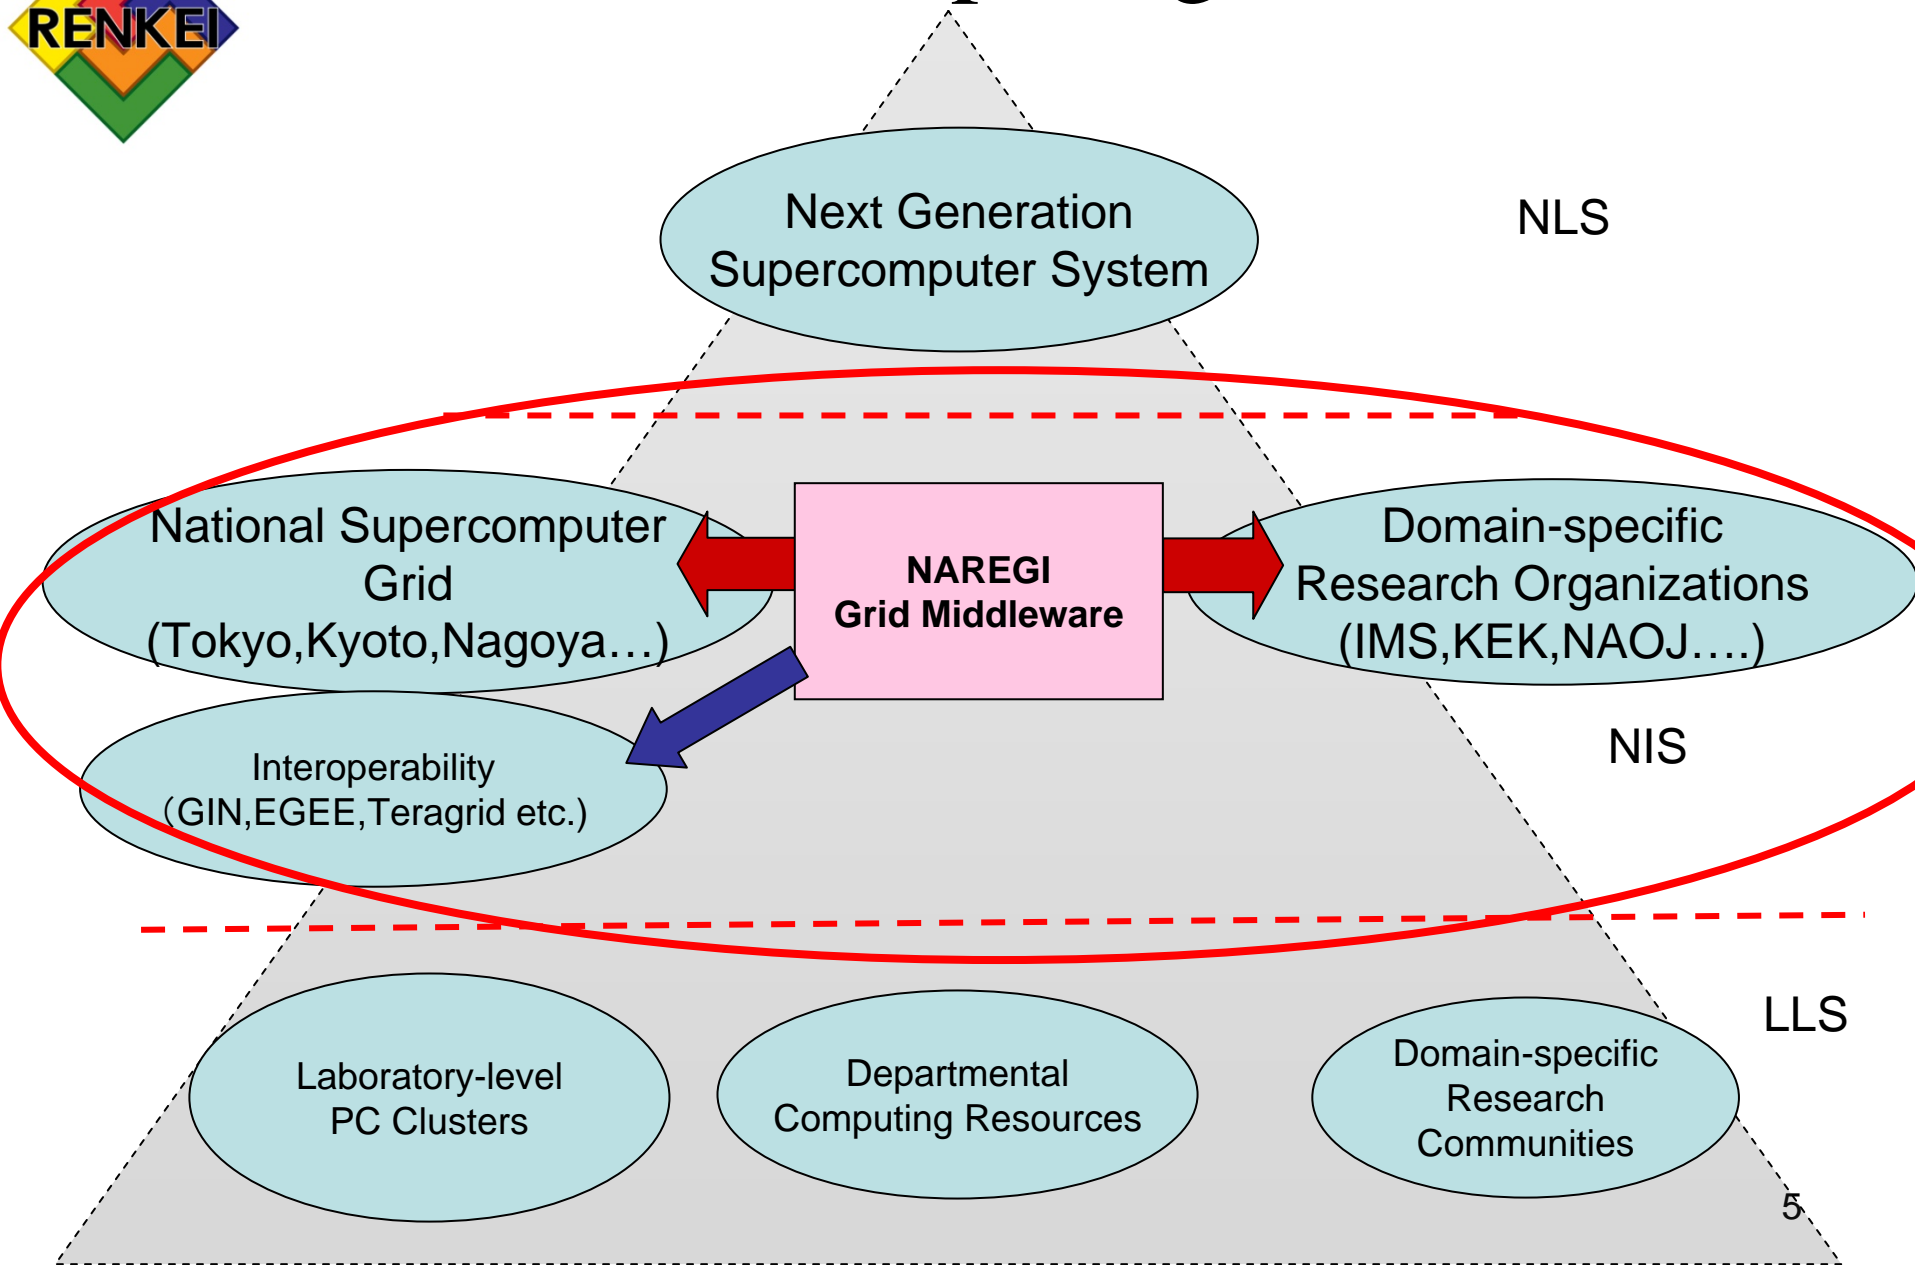 RENKEI
Next Generation
Supercomputer System
NLS
National Supercomputer
Grid
(Tokyo,Kyoto,Nagoya…)
NAREGI
Grid Middleware
Domain-specific
Research Organizations
(IMS,KEK,NAOJ….)
NIS
Interoperability
（GIN,EGEE,Teragrid etc.)
LLS
Laboratory-level
PC Clusters
Departmental
Computing Resources
Domain-specific
Research
Communities
5